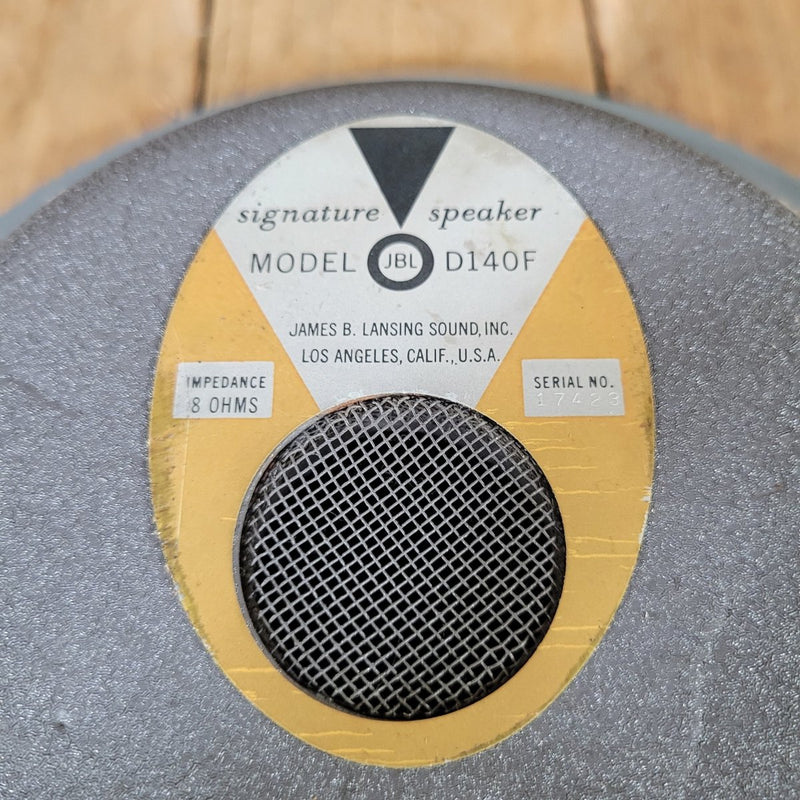 signature speaker
MODEL JBL D140F
JAMES B. LANSING SOUND, INC.
LOS ANGELES, CALIF., U.S.A.
IMPEDANCE
8 OHMS
SERIAL NO.
17423